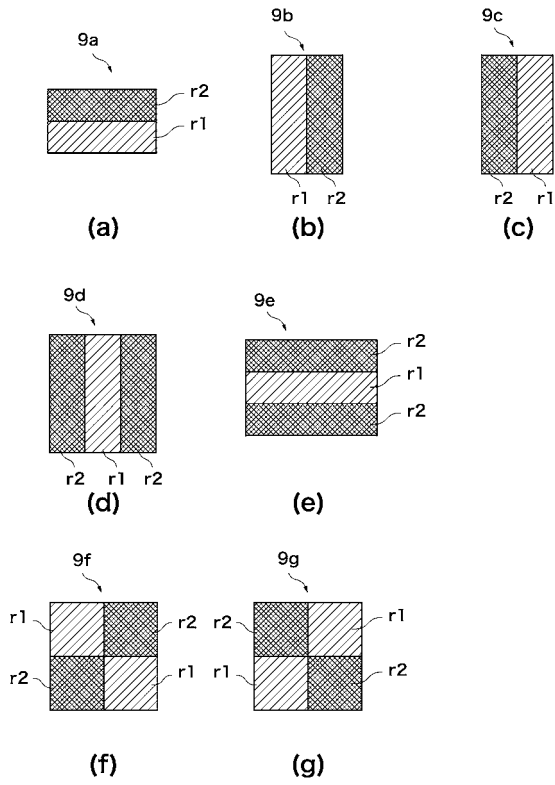 9a
r2
r1
(a)
9b
r1 r2
(b)
9c
r2 r1
(c)
9d
r2 r1 r2
(d)
9e
r2
r1
r2
(e)
9f
r1
r2
r2
r1
(f)
9g
r2
r1
r1
r2
(g)